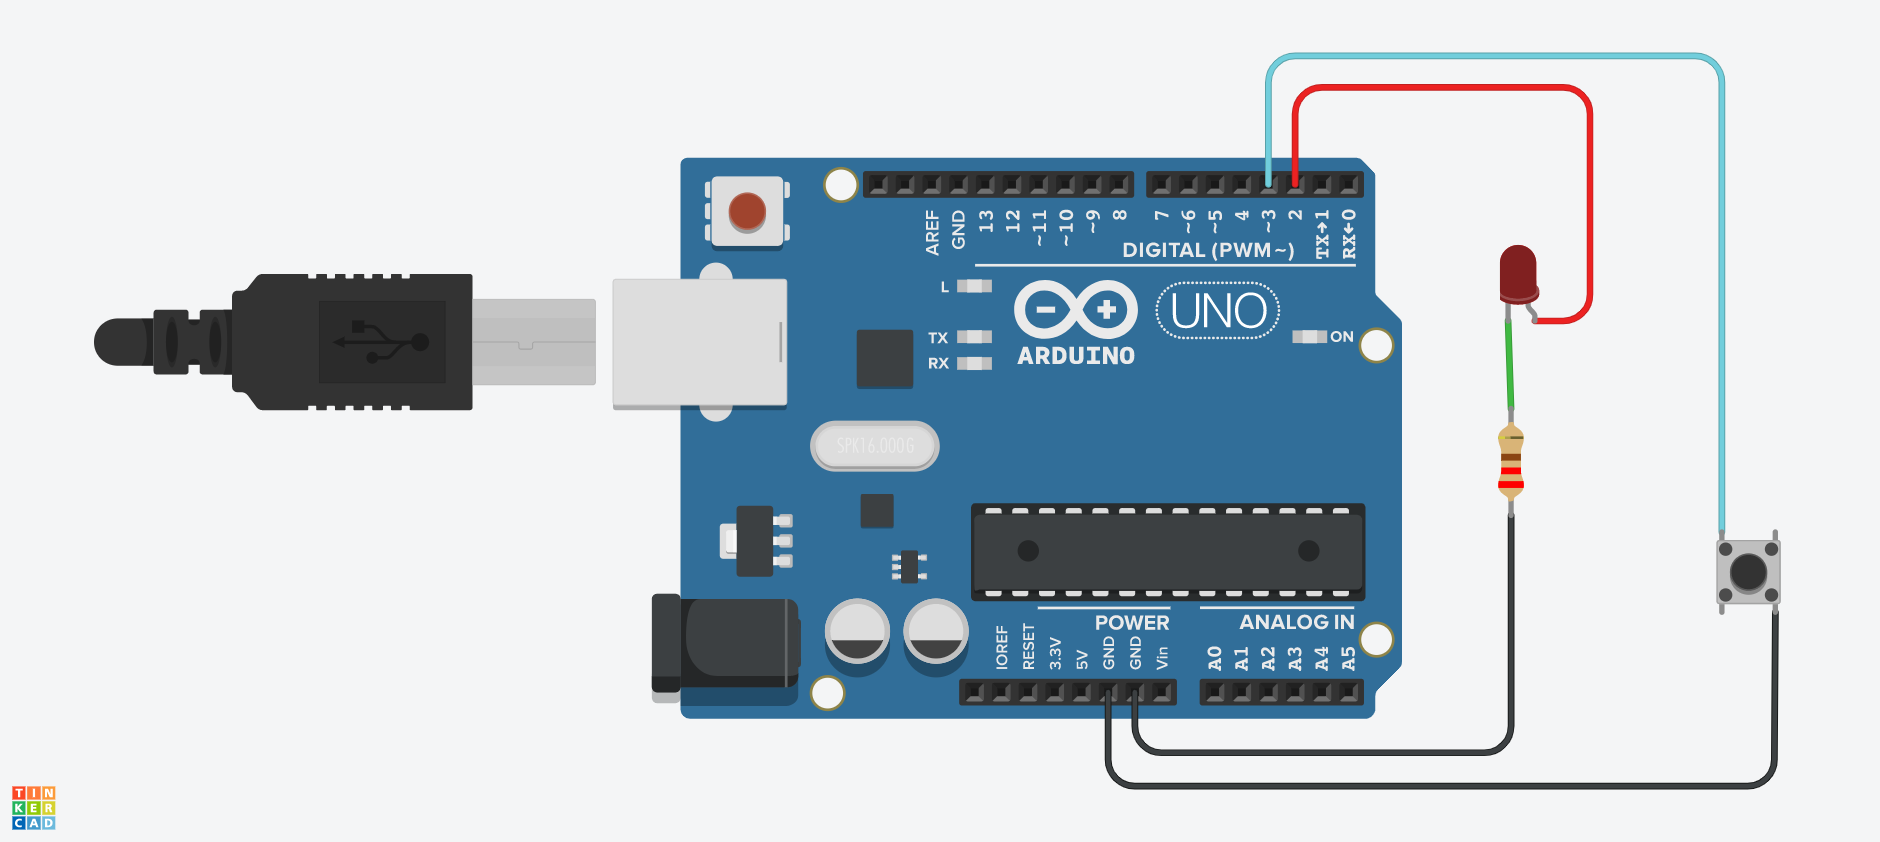 AREF
GND
13
12
~11
~10
~9
8
7
~6
~5
4
~3
2
TX→1
RX←0
DIGITAL (PWM~)
L
TX
RX
UNO
ON
ARDUINO
SPK16.000G
POWER
ANALOG IN
IOREF
RESET
3.3V
5V
GND
GND
Vin
A0
A1
A2
A3
A4
A5
TIN
KER
CAD